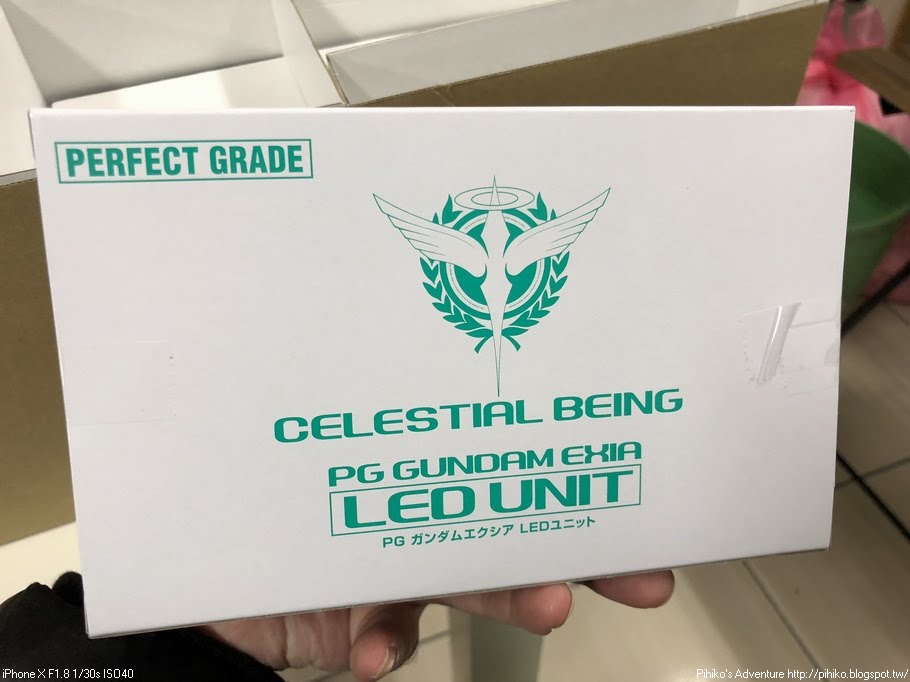 PERFECT GRADE
CELESTIAL BEING
PG GUNDAM EXIA
LED UNIT
PG ガンダムエクシア LEDユニット
iPhone X F1.8 1/30s ISO40
Pihiko's Adventure http://pihiko.blogspot.tw/